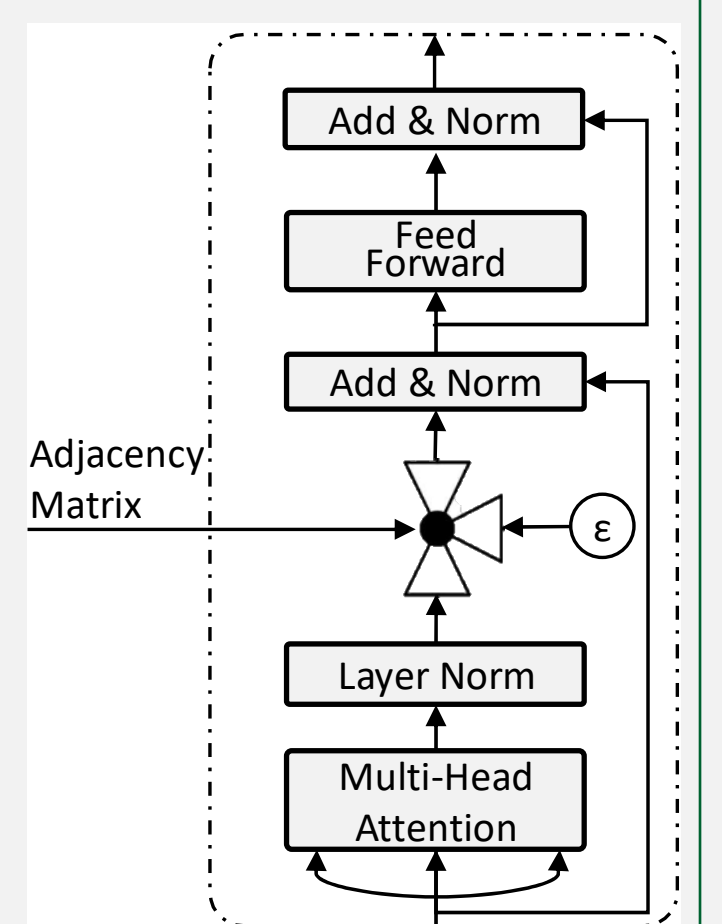 Add & Norm
Feed
Forward
Add & Norm
Adjacency
Matrix
ε
Layer Norm
Multi-Head
Attention